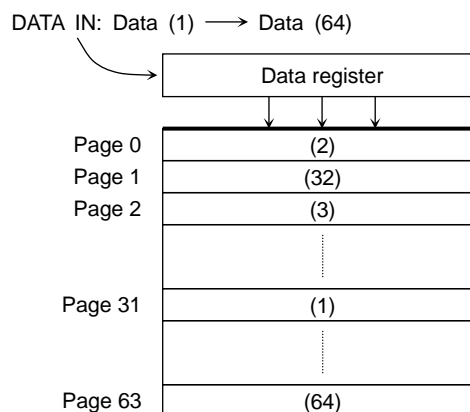 DATA IN: Data (1) ⟶ Data (64)
Data register
Page 0 (2)
Page 1 (32)
Page 2 (3)
Page 31 (1)
Page 63 (64)